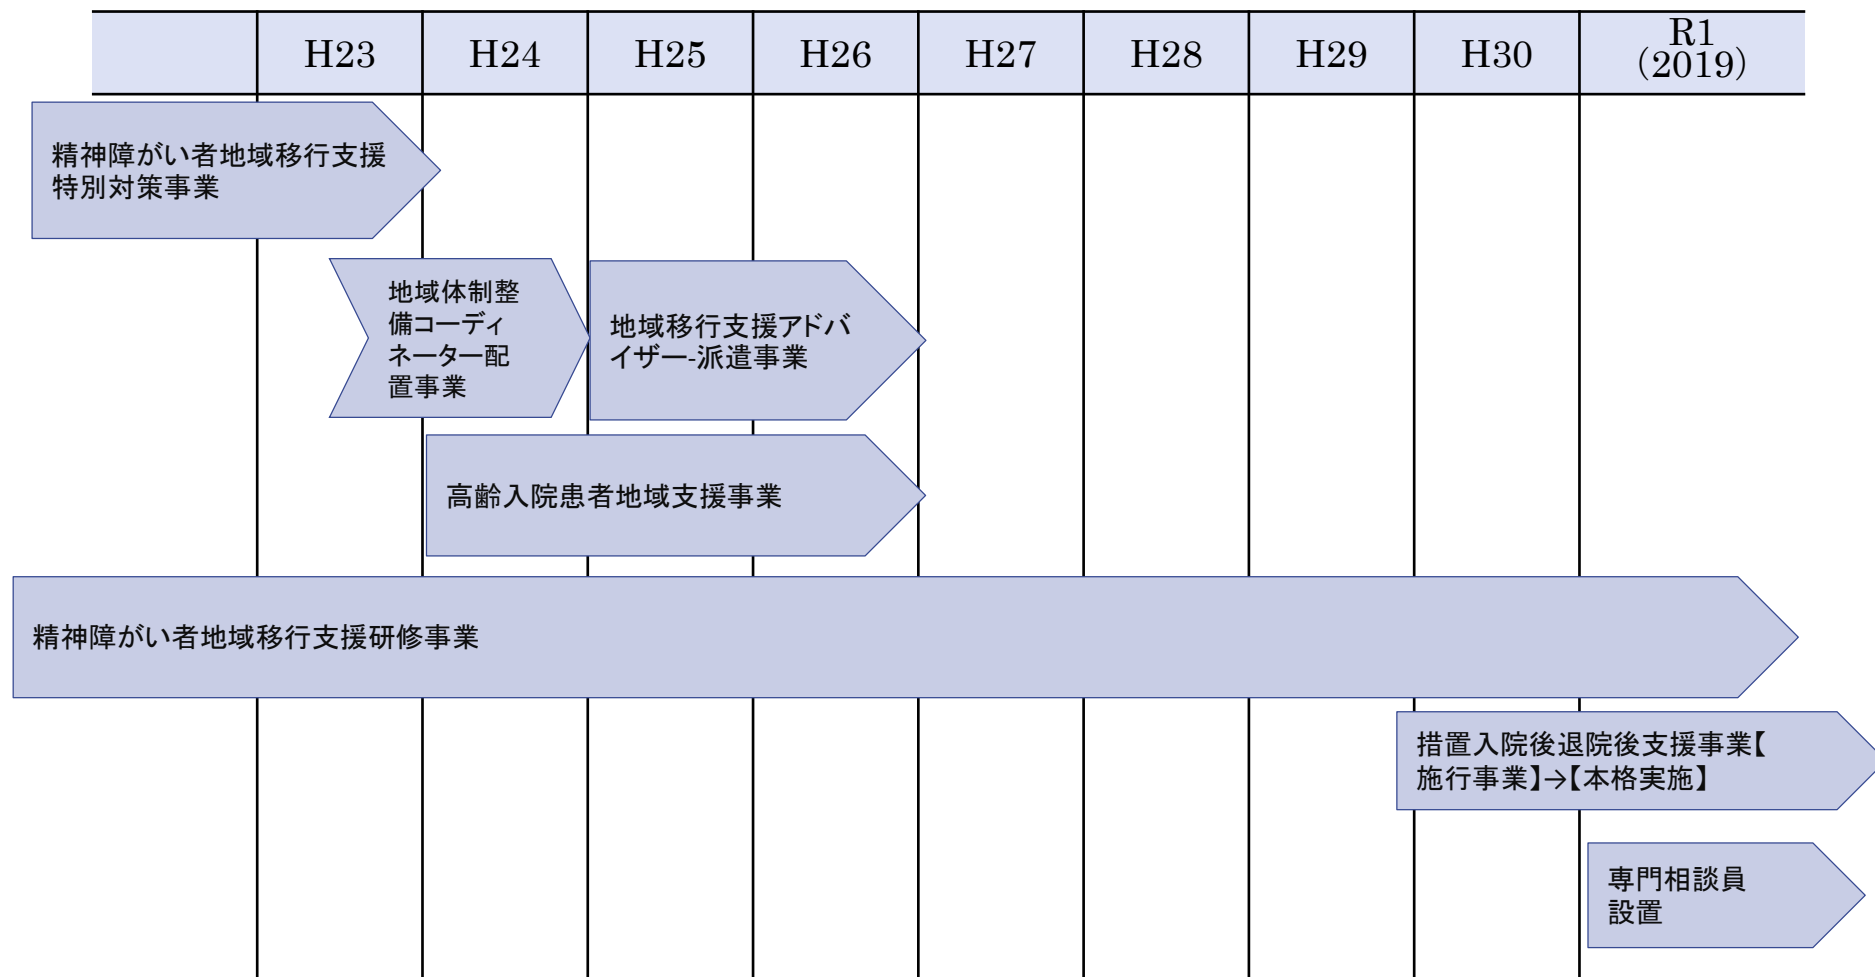 H23
H24
H25
H26
H27
H28
H29
H30
R1
(2019)
精神障がい者地域移行支援
特別対策事業
地域体制整
備コーディ
ネーター配
置事業
地域移行支援アドバ
イザー-派遣事業
高齢入院患者地域支援事業
精神障がい者地域移行支援研修事業
措置入院後退院後支援事業【
施行事業】→【本格実施】
専門相談員
設置